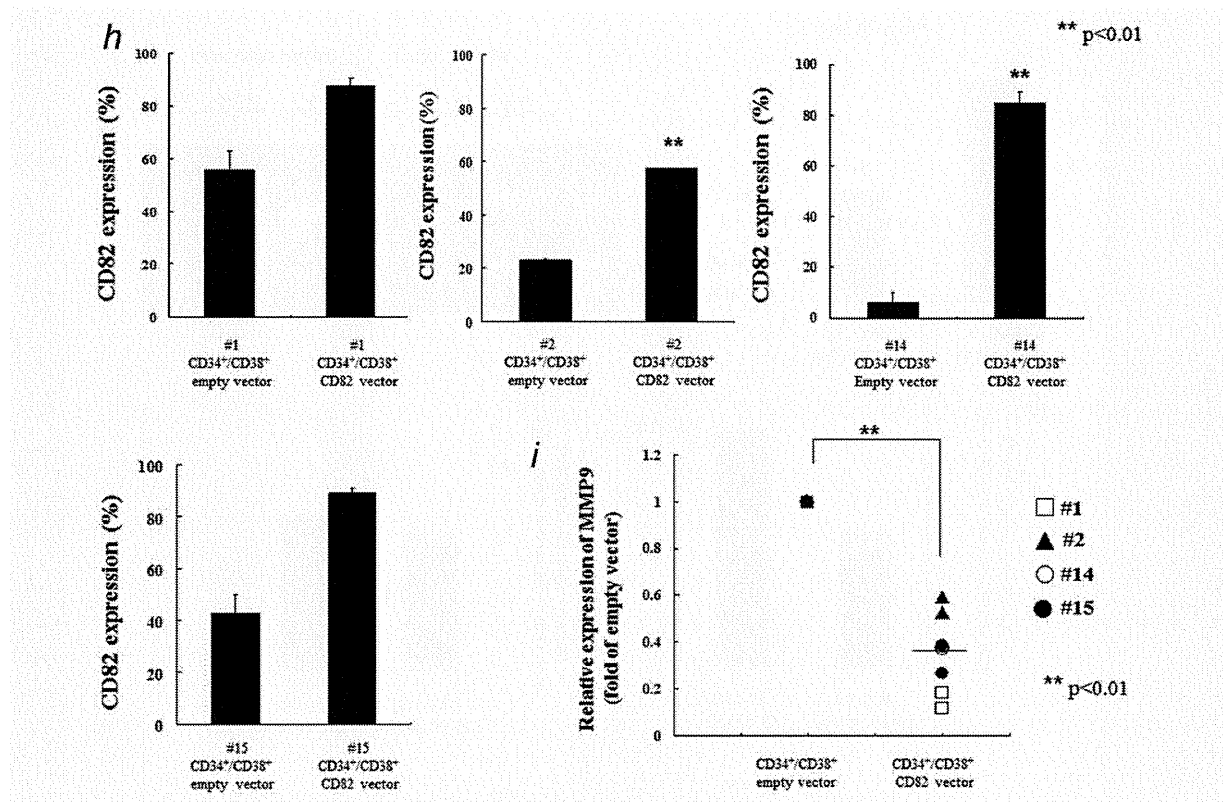 h
** p<0.01
CD82 expression (%)
100
80
60
40
20
0
#1
CD34+/CD38+
empty vector
#1
CD34+/CD38+
CD82 vector
CD82 expression (%)
100
80
60
40
20
0
**
#2
CD34+/CD38+
empty vector
#2
CD34+/CD38+
CD82 vector
CD82 expression (%)
100
80
60
40
20
0
**
#14
CD34+/CD38+
Empty vector
#14
CD34+/CD38+
CD82 vector
CD82 expression (%)
100
80
60
40
20
0
#15
CD34+/CD38+
empty vector
#15
CD34+/CD38+
CD82 vector
i
**
Relative expression of MMP9
(fold of empty vector)
1.2
1
0.8
0.6
0.4
0.2
0
CD34+/CD38+
empty vector
CD34+/CD38+
CD82 vector
#1
#2
#14
#15
** p<0.01